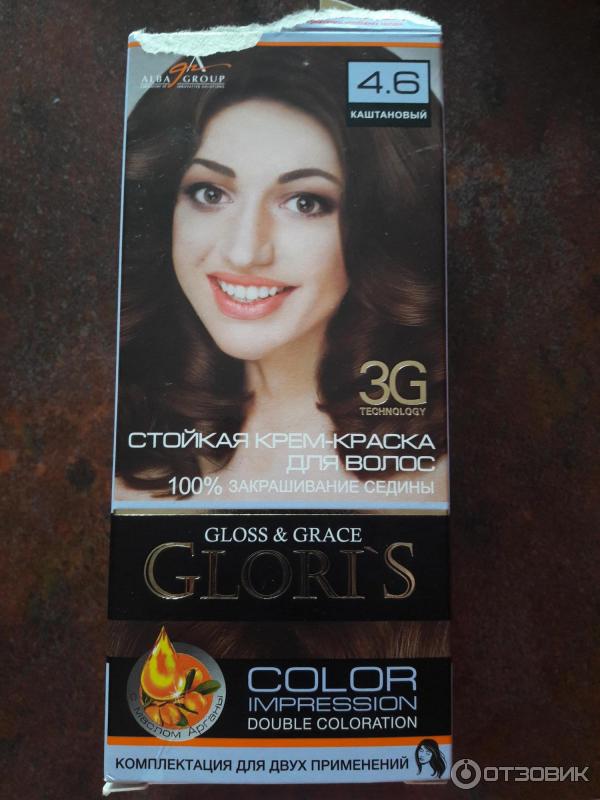 ALBA GROUP
4.6
КАШТАНОВЫЙ
3G
TECHNOLOGY
СТОЙКАЯ КРЕМ-КРАСКА
ДЛЯ ВОЛОС
100% ЗАКРАШИВАНИЕ СЕДИНЫ
GLOSS & GRACE
GLORI`S
с маслом Арганы
COLOR
IMPRESSION
DOUBLE COLORATION
КОМПЛЕКТАЦИЯ ДЛЯ ДВУХ ПРИМЕНЕНИЙ
ОТЗОВИК